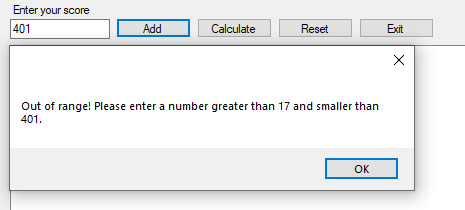 Enter your score
401 Add Calculate Reset Exit
Out of range! Please enter a number greater than 17 and smaller than
401.
OK